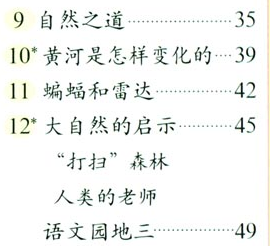 9 自然之道……………35
10* 黄河是怎样变化的…39
11 蝙蝠和雷达…………42
12* 大自然的启示………45
“打扫”森林
人类的老师
语文园地三……………49